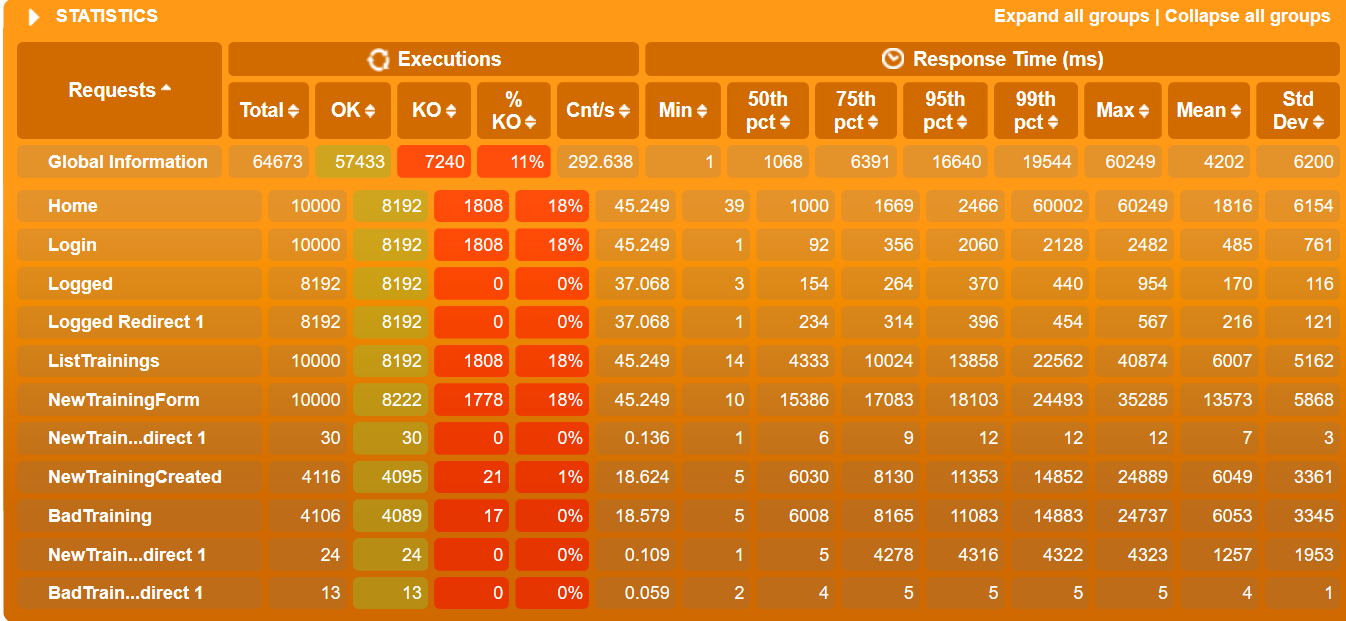 STATISTICS Expand all groups | Collapse all groups
Requests Executions Response Time (ms)
Total OK KO % KO Cnt/s Min 50th pct 75th pct 95th pct 99th pct Max Mean Std Dev
Global Information 64673 57433 7240 11% 292.638 1 1068 6391 16640 19544 60249 4202 6200
Home 10000 8192 1808 18% 45.249 39 1000 1669 2466 60002 60249 1816 6154
Login 10000 8192 1808 18% 45.249 1 92 356 2060 2128 2482 485 761
Logged 8192 8192 0 0% 37.068 3 154 264 370 440 954 170 116
Logged Redirect 1 8192 8192 0 0% 37.068 1 234 314 396 454 567 216 121
ListTrainings 10000 8192 1808 18% 45.249 14 4333 10024 13858 22562 40874 6007 5162
NewTrainingForm 10000 8222 1778 18% 45.249 10 15386 17083 18103 24493 35285 13573 5868
NewTrain...direct 1 30 30 0 0% 0.136 1 6 9 12 12 12 7 3
NewTrainingCreated 4116 4095 21 1% 18.624 5 6030 8130 11353 14852 24889 6049 3361
BadTraining 4106 4089 17 0% 18.579 5 6008 8165 11083 14883 24737 6053 3345
NewTrain...direct 1 24 24 0 0% 0.109 1 5 4278 4316 4322 4323 1257 1953
BadTrain...direct 1 13 13 0 0% 0.059 2 4 5 5 5 5 4 1